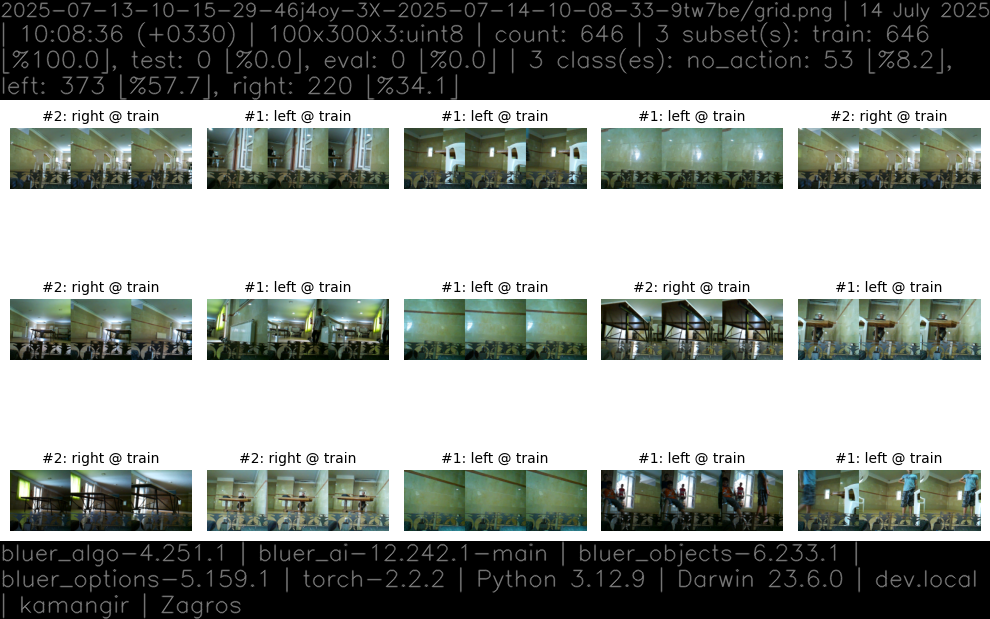 2025-07-13-10-15-29-46j4oy-3X-2025-07-14-10-08-33-9tw7be/grid.png | 14 July 2025
| 10:08:36 (+0330) | 100x300x3:uint8 | count: 646 | 3 subset(s): train: 646
[%100.0], test: 0 [%0.0], eval: 0 [%0.0] | 3 class(es): no_action: 53 [%8.2],
left: 373 [%57.7], right: 220 [%34.1]
#2: right @ train #1: left @ train #1: left @ train #1: left @ train #2: right @ train
#2: right @ train #1: left @ train #1: left @ train #2: right @ train #1: left @ train
#2: right @ train #2: right @ train #1: left @ train #1: left @ train #1: left @ train
bluer_algo-4.251.1 | bluer_ai-12.242.1-main | bluer_objects-6.233.1 |
bluer_options-5.159.1 | torch-2.2.2 | Python 3.12.9 | Darwin 23.6.0 | dev.local
| kamangir | Zagros